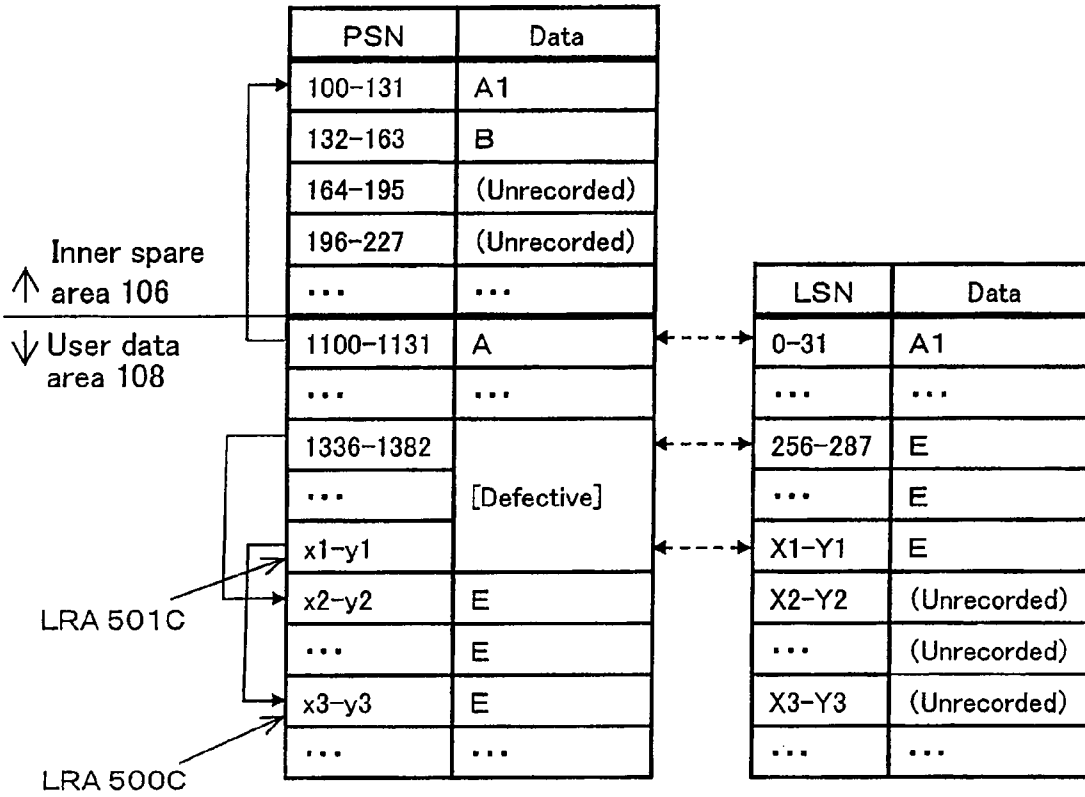 PSN Data
100-131 A1
132-163 B
164-195 (Unrecorded)
196-227 (Unrecorded)
... ...
Inner spare
↑ area 106
↓ User data
area 108
1100-1131 A
... ...
1336-1382 [Defective]
...
x1-y1
x2-y2 E
... E
x3-y3 E
... ...
LRA 501C
LRA 500C
LSN Data
0-31 A1
... ...
256-287 E
... E
X1-Y1 E
X2-Y2 (Unrecorded)
... (Unrecorded)
X3-Y3 (Unrecorded)
... ...